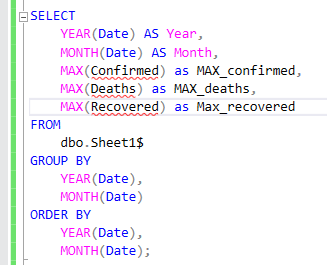 SELECT
YEAR(Date) AS Year,
MONTH(Date) AS Month,
MAX(Confirmed) as MAX_confirmed,
MAX(Deaths) as MAX_deaths,
MAX(Recovered) as Max_recovered
FROM
dbo.Sheet1$
GROUP BY
YEAR(Date),
MONTH(Date)
ORDER BY
YEAR(Date),
MONTH(Date);